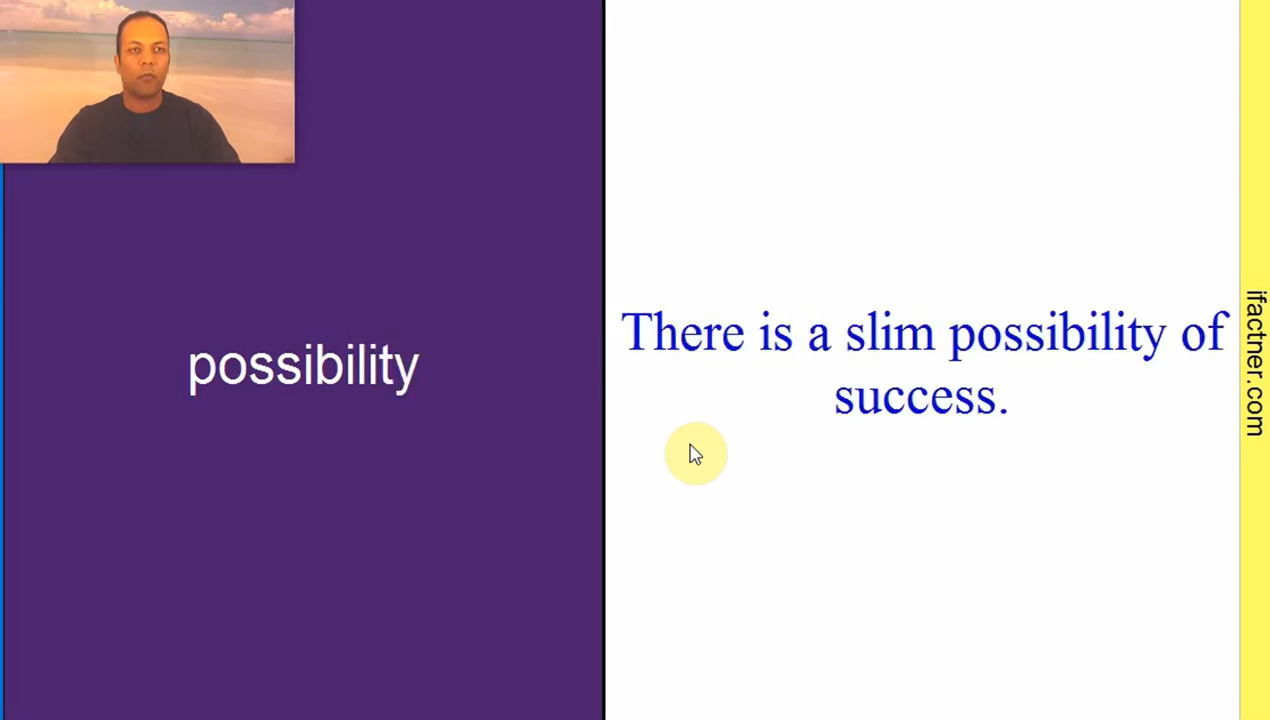 possibility
There is a slim possibility of
success.
ifactner.com